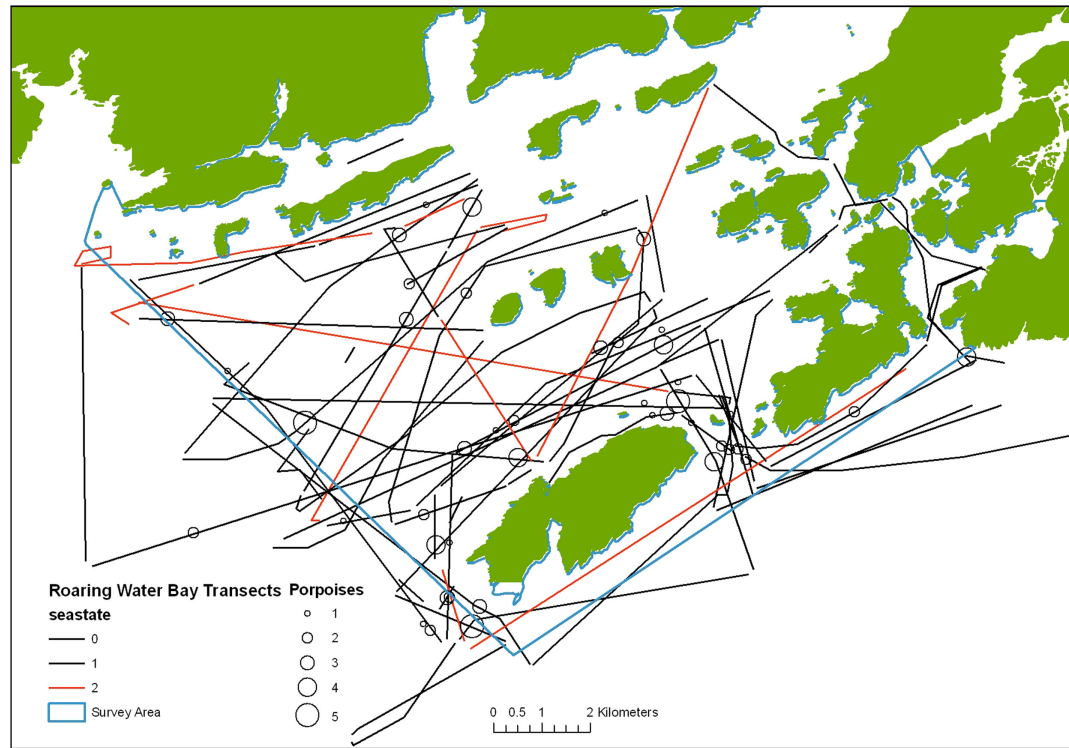 Roaring Water Bay Transects
seastate
0
1
2
Survey Area
Porpoises
1
2
3
4
5
0 0.5 1 2 Kilometers